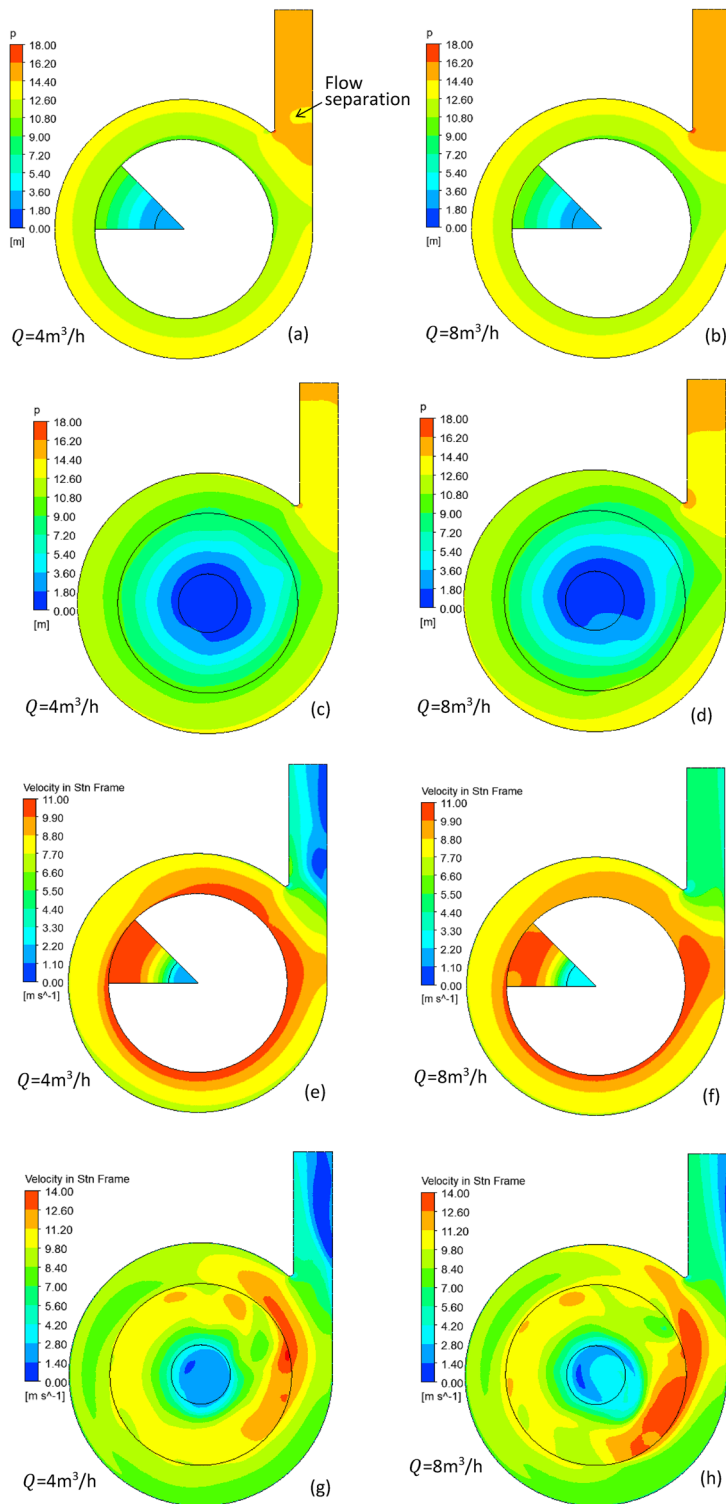 p
18.00
16.20
14.40
12.60
10.80
9.00
7.20
5.40
3.60
1.80
0.00
[m]
Flow
separation
Q=4m³/h
(a)
p
18.00
16.20
14.40
12.60
10.80
9.00
7.20
5.40
3.60
1.80
0.00
[m]
Q=8m³/h
(b)
p
18.00
16.20
14.40
12.60
10.80
9.00
7.20
5.40
3.60
1.80
0.00
[m]
Q=4m³/h
(c)
p
18.00
16.20
14.40
12.60
10.80
9.00
7.20
5.40
3.60
1.80
0.00
[m]
Q=8m³/h
(d)
Velocity in Stn Frame
11.00
9.90
8.80
7.70
6.60
5.50
4.40
3.30
2.20
1.10
0.00
[m s^-1]
Q=4m³/h
(e)
Velocity in Stn Frame
11.00
9.90
8.80
7.70
6.60
5.50
4.40
3.30
2.20
1.10
0.00
[m s^-1]
Q=8m³/h
(f)
Velocity in Stn Frame
14.00
12.60
11.20
9.80
8.40
7.00
5.60
4.20
2.80
1.40
0.00
[m s^-1]
Q=4m³/h
(g)
Velocity in Stn Frame
14.00
12.60
11.20
9.80
8.40
7.00
5.60
4.20
2.80
1.40
0.00
[m s^-1]
Q=8m³/h
(h)